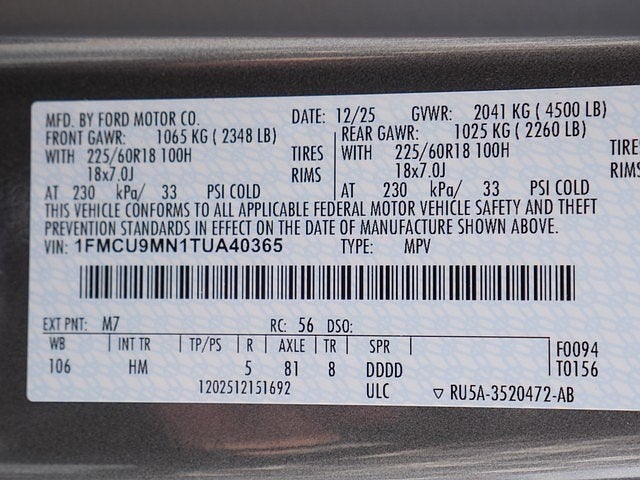 MFD. BY FORD MOTOR CO. DATE: 12/25 GVWR: 2041 KG ( 4500 LB)
FRONT GAWR: 1065 KG ( 2348 LB) REAR GAWR: 1025 KG ( 2260 LB)
WITH 225/60R18 100H TIRES WITH 225/60R18 100H TIRE
18x7.0J RIMS 18x7.0J RIMS
AT 230 kPa/ 33 PSI COLD AT 230 kPa/ 33 PSI COLD
THIS VEHICLE CONFORMS TO ALL APPLICABLE FEDERAL MOTOR VEHICLE SAFETY AND THEFT
PREVENTION STANDARDS IN EFFECT ON THE DATE OF MANUFACTURE SHOWN ABOVE.
VIN: 1FMCU9MN1TUA40365 TYPE: MPV
EXT PNT: M7 RC: 56 DSO:
WB INT TR TP/PS R AXLE TR SPR F0094
106 HM 5 81 8 DDDD T0156
1202512151692 ULC ▽ RU5A-3520472-AB